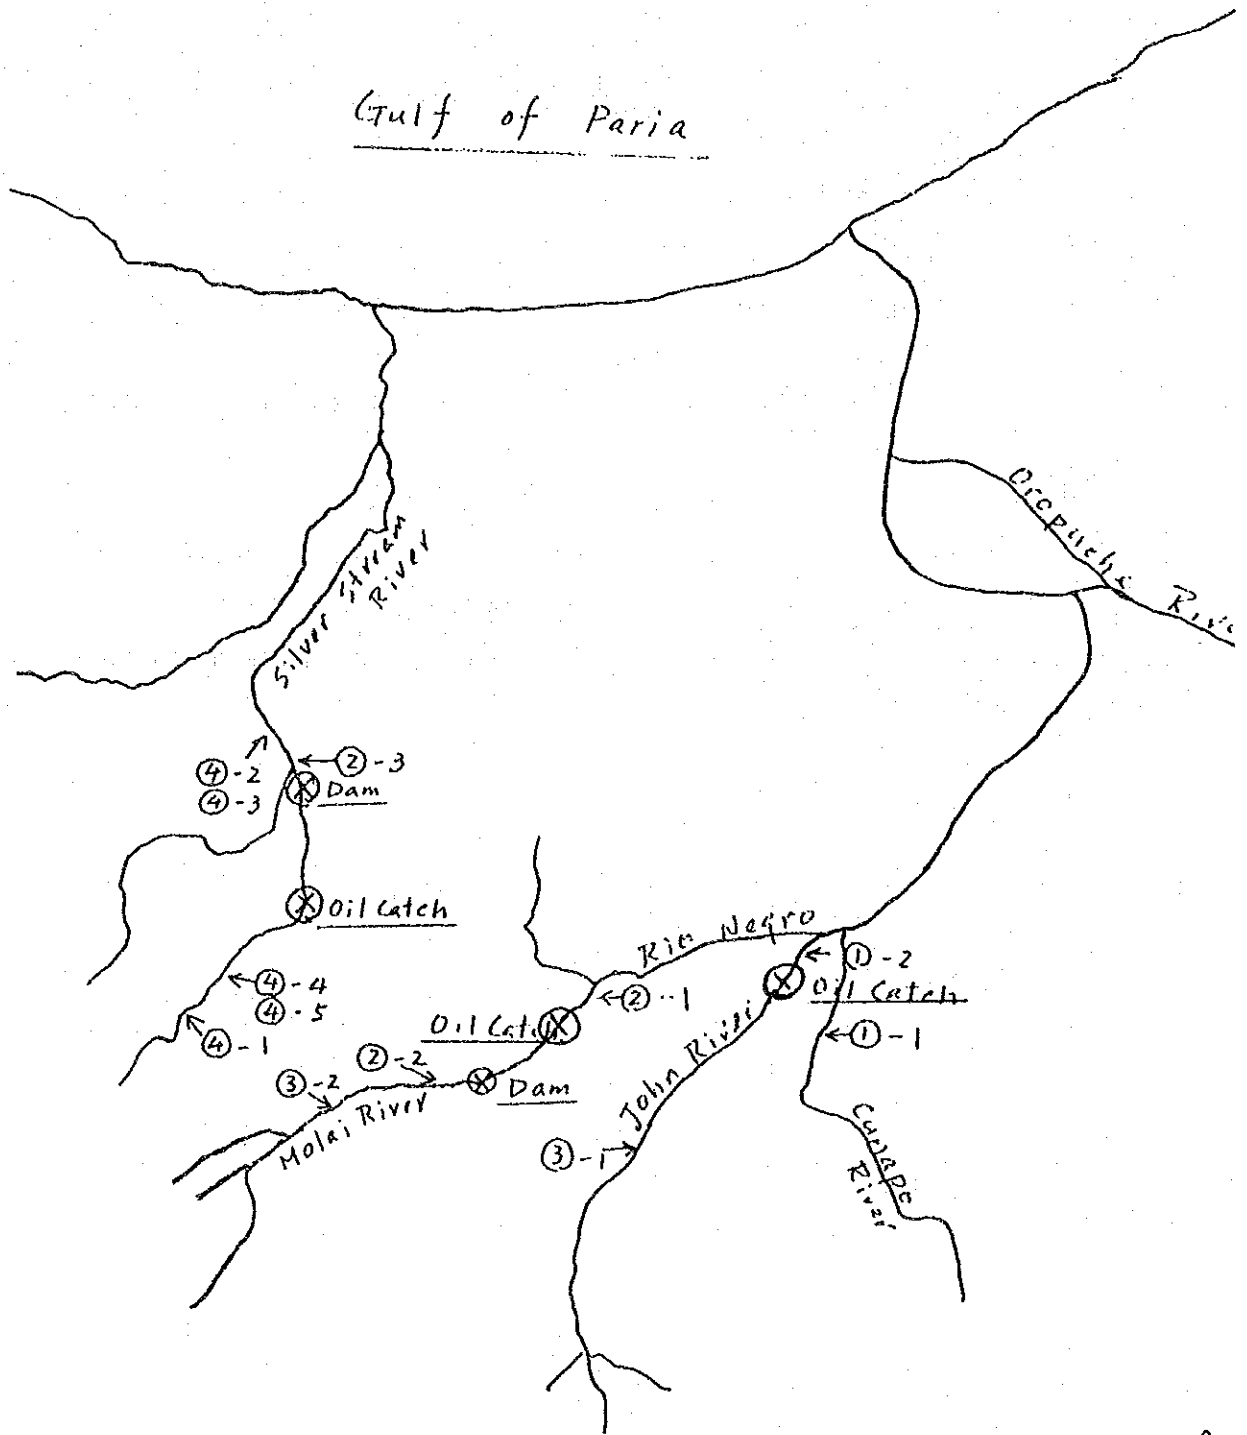 Gulf of Paria
Oropuche
Silver Stream
River
④-2
②-3
④-3
Dam
Oil Catch
Rio Negro
①-2
④-4
Oil Catch
②-1
④-5
Oil Catch
①-1
④-1
②-2
③-2
Dam
John River
Molai River
③-1
River